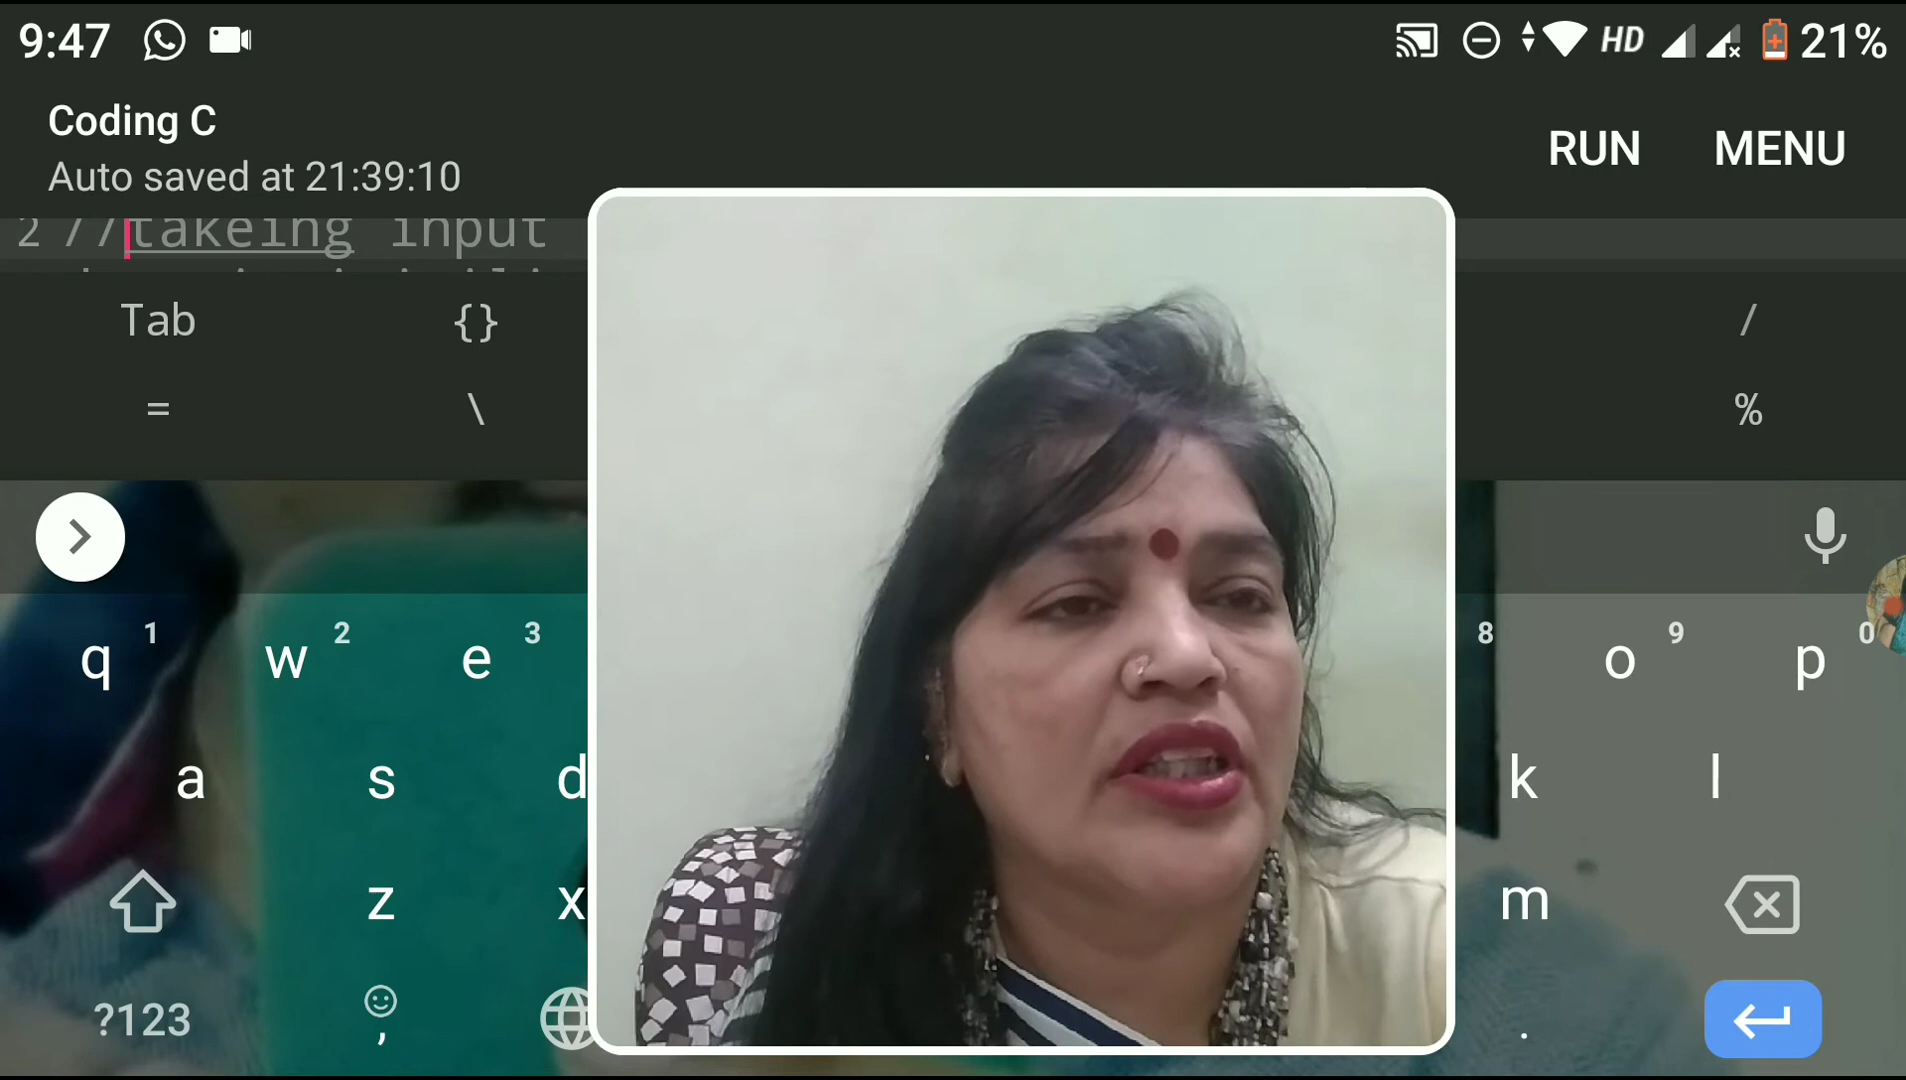 9:47 HD 21%
Coding C
Auto saved at 21:39:10
RUN MENU
2 //takeing input
Tab {} /
= \ %
q 1 w 2 e 3 8 o 9 p 0
a s d k l
z x m
?123 , .